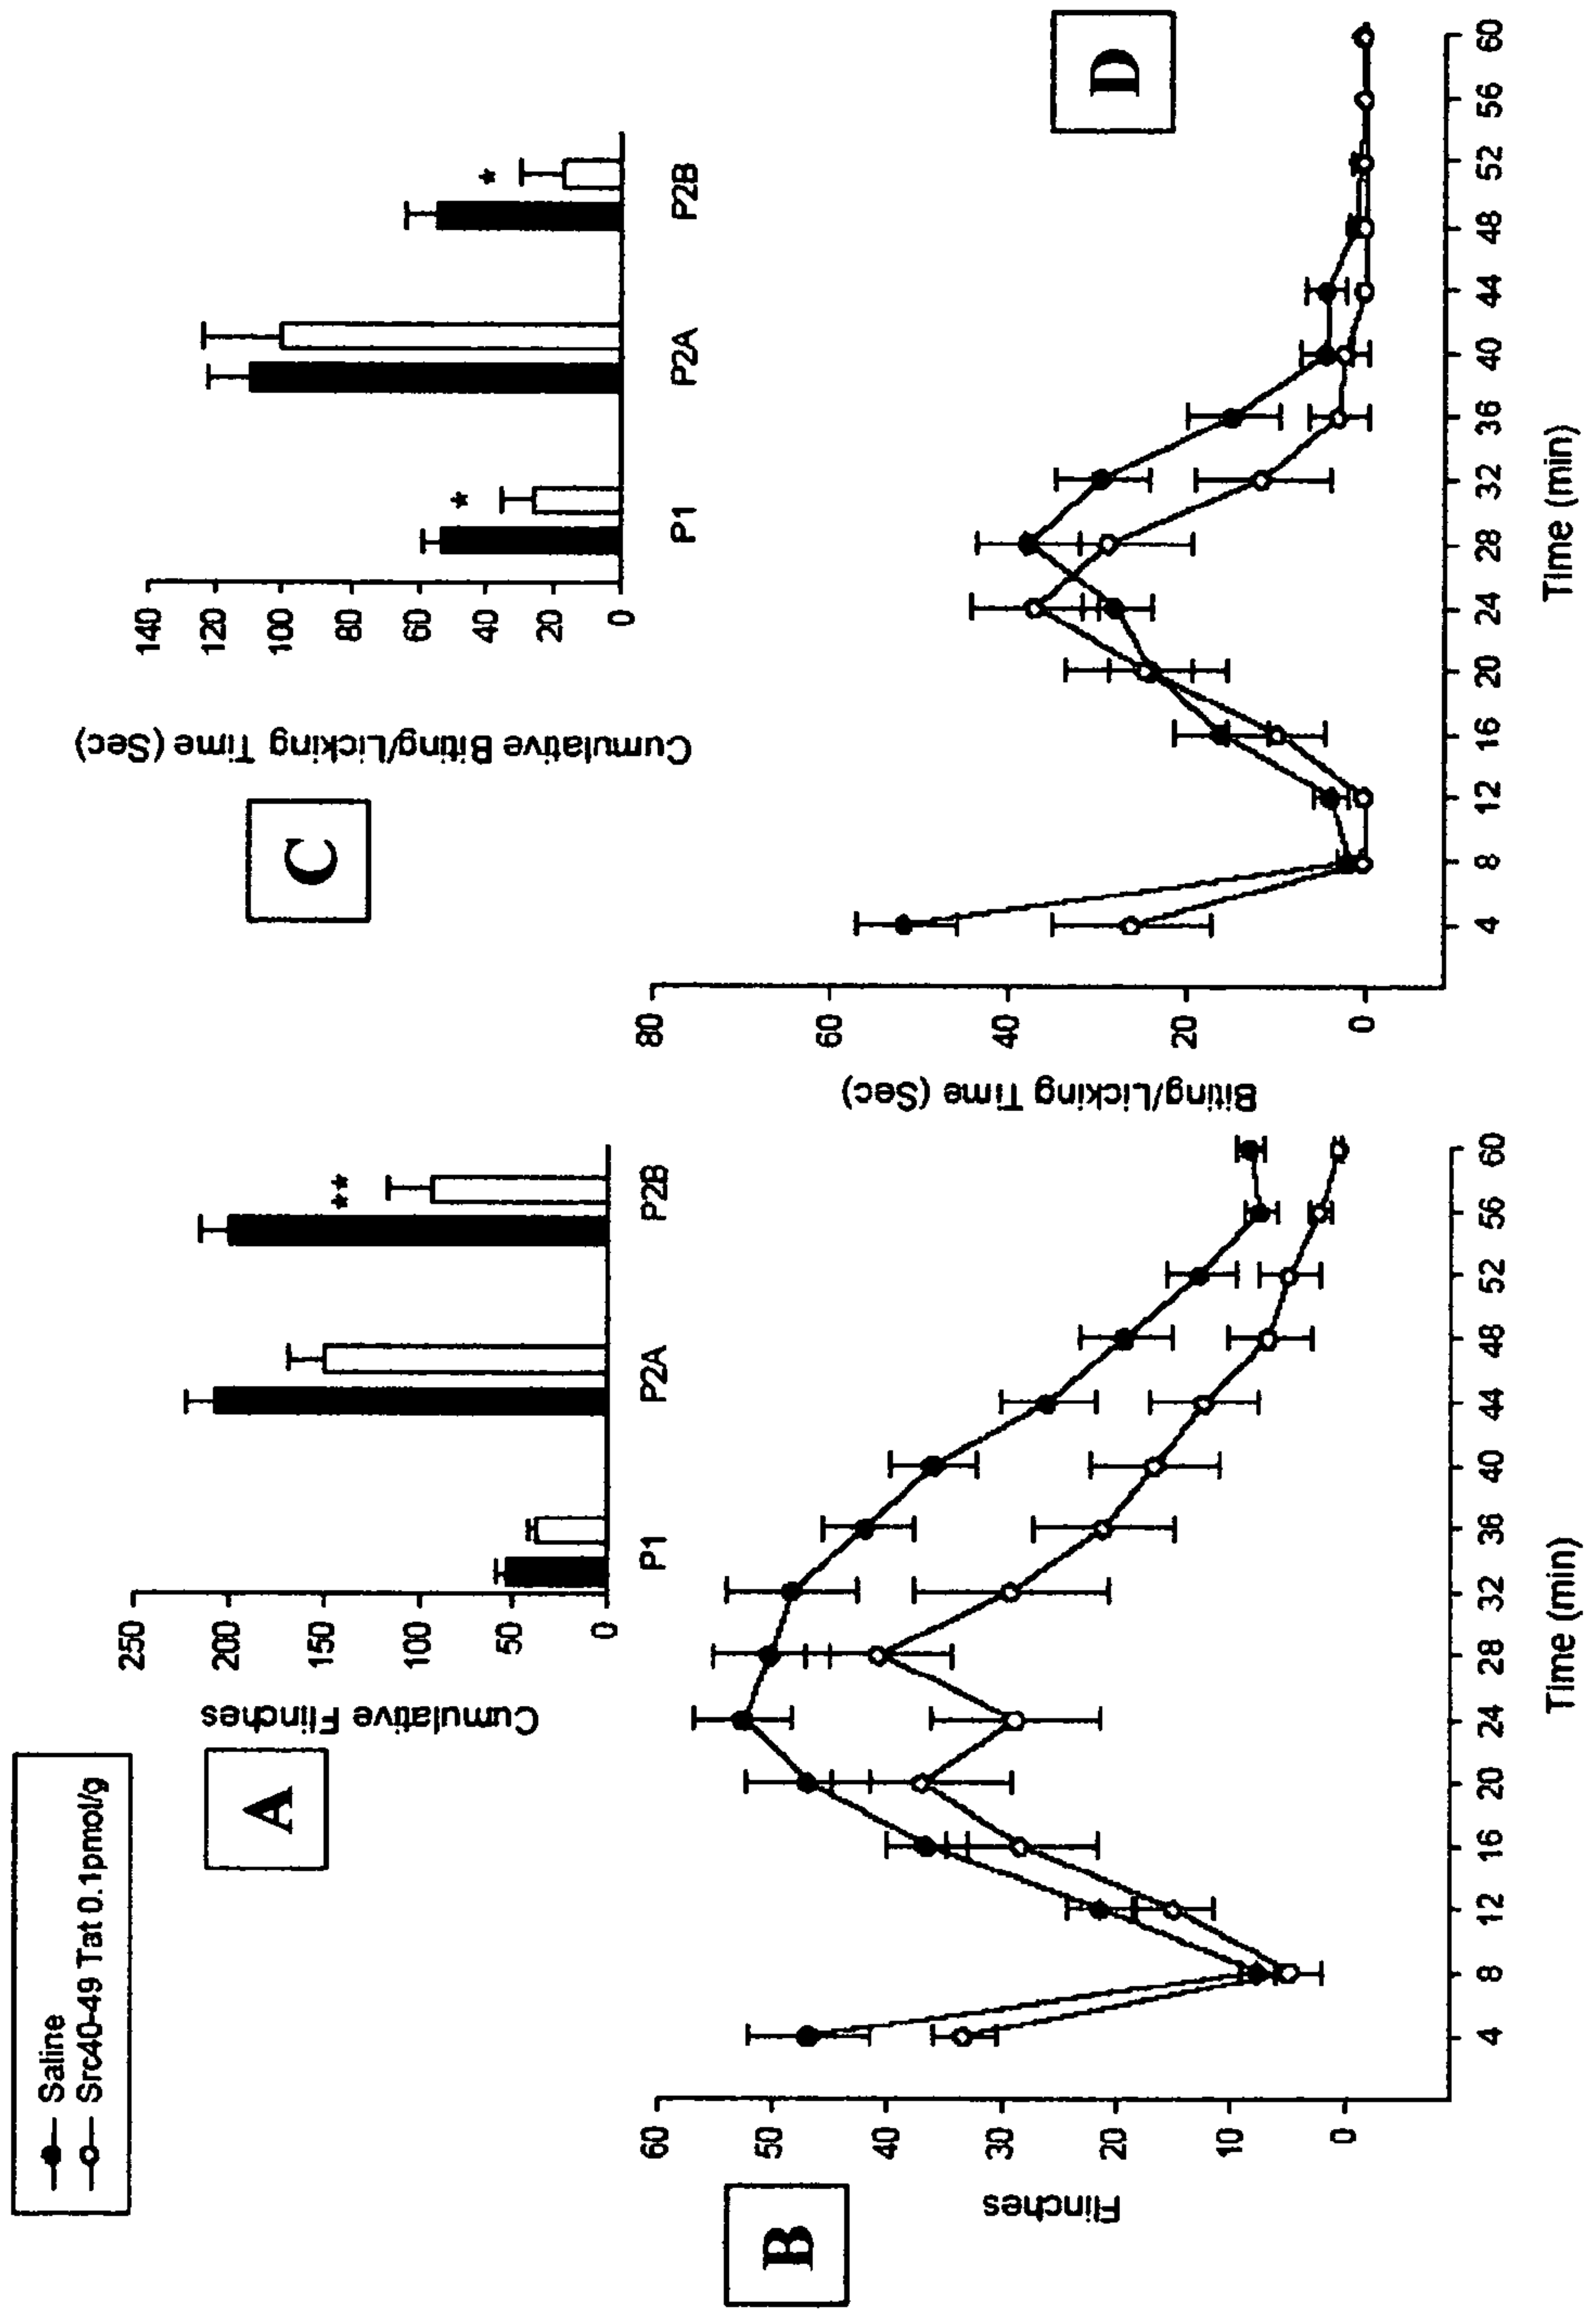 Saline
Src40-49 Tat 0.1pmol/g
A
Cumulative Flinches
250
200
150
100
50
0
P1 P2A P2B
**
B
Flinches
60
50
40
30
20
10
0
4 8 12 16 20 24 28 32 36 40 44 48 52 56 60
Time (min)
C
Cumulative Biting/Licking Time (Sec)
140
120
100
80
60
40
20
0
P1 P2A P2B
* *
D
Biting/Licking Time (Sec)
80
60
40
20
0
4 8 12 16 20 24 28 32 36 40 44 48 52 56 60
Time (min)